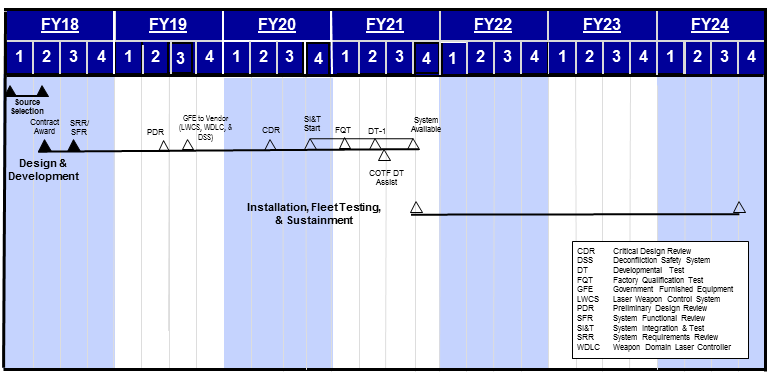 FY18 FY19 FY20 FY21 FY22 FY23 FY24
1 2 3 4 1 2 3 4 1 2 3 4 1 2 3 4 1 2 3 4 1 2 3 4 1 2 3 4
Source
Selection
Contract
Award
SRR/
SFR
PDR
GFE to Vendor
(LWCS, WDLC, &
DSS)
CDR
SI&T
Start
FQT
DT-1
System
Available
COTF DT
Assist
Design &
Development
Installation, Fleet Testing,
& Sustainment
CDR Critical Design Review
DSS Deconfliction Safety System
DT Developmental Test
FQT Factory Qualification Test
GFE Government Furnished Equipment
LWCS Laser Weapon Control System
PDR Preliminary Design Review
SFR System Functional Review
SI&T System Integration & Test
SRR System Requirements Review
WDLC Weapon Domain Laser Controller